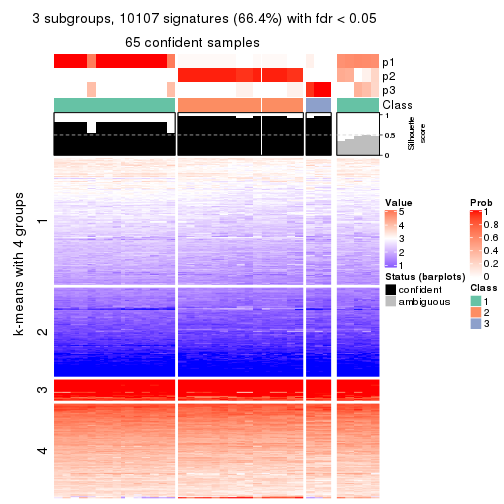 3 subgroups, 10107 signatures (66.4%) with fdr < 0.05
65 confident samples
p1
p2
p3
Class
1
0.5
0
Silhouette
score
k-means with 4 groups
1
2
3
4
Value
5
4
3
2
1
Status (barplots)
confident
ambiguous
Prob
1
0.8
0.6
0.4
0.2
0
Class
1
2
3